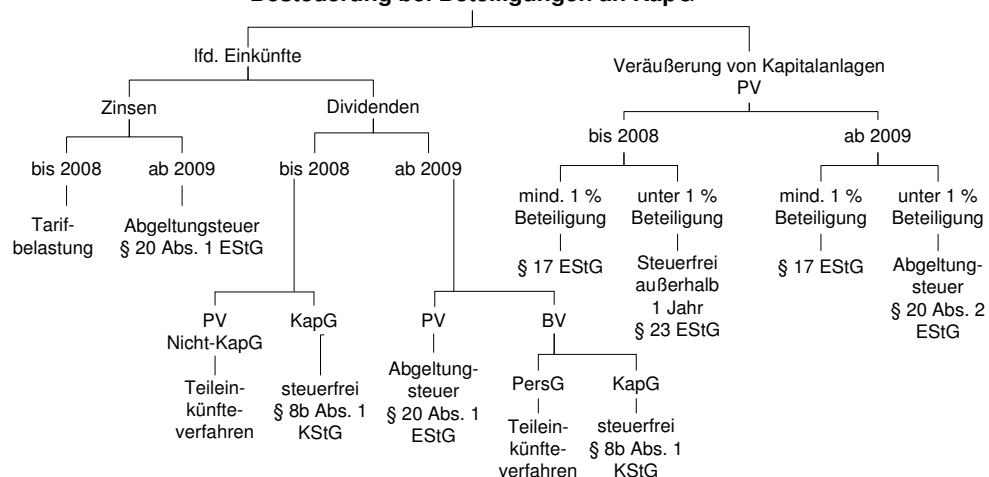 Besteuerung bei Beteiligungen an KapG
lfd. Einkünfte
Veräußerung von Kapitalanlagen
PV
Zinsen
Dividenden
bis 2008
ab 2009
bis 2008
ab 2009
bis 2008
ab 2009
Tarif-
belastung
Abgeltungsteuer
§ 20 Abs. 1 EStG
mind. 1 %
Beteiligung
unter 1 %
Beteiligung
mind. 1 %
Beteiligung
unter 1 %
Beteiligung
§ 17 EStG
Steuerfrei
außerhalb
1 Jahr
§ 23 EStG
§ 17 EStG
Abgeltung-
steuer
§ 20 Abs. 2
EStG
PV
Nicht-KapG
KapG
PV
BV
Teilein-
künfte-
verfahren
steuerfrei
§ 8b Abs. 1
KStG
Abgeltung-
steuer
§ 20 Abs. 1
EStG
PersG
KapG
Teilein-
künfte-
verfahren
steuerfrei
§ 8b Abs. 1
KStG